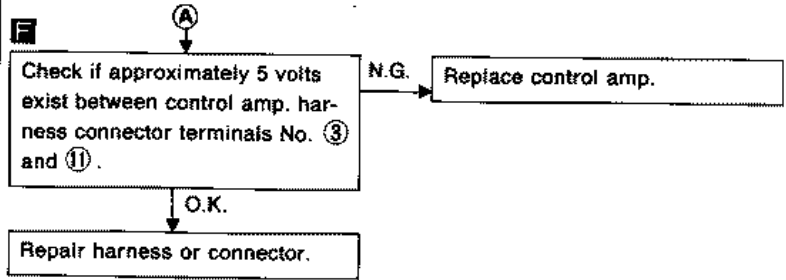 Ⓐ
F
Check if approximately 5 volts
exist between control amp. har-
ness connector terminals No. ③
and ⑪.
N.G.
Replace control amp.
O.K.
Repair harness or connector.